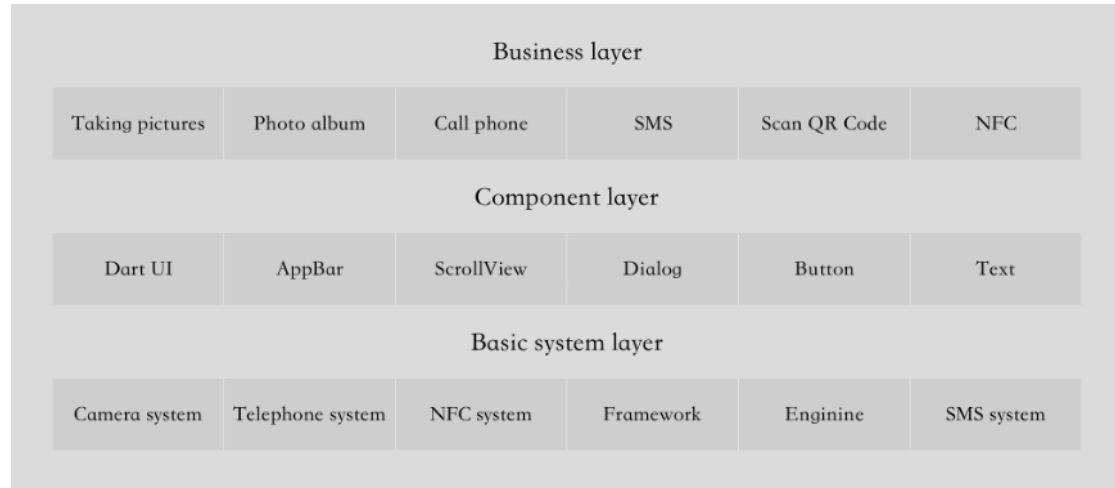 Business layer
Taking pictures Photo album Call phone SMS Scan QR Code NFC
Component layer
Dart UI AppBar ScrollView Dialog Button Text
Basic system layer
Camera system Telephone system NFC system Framework Enginine SMS system